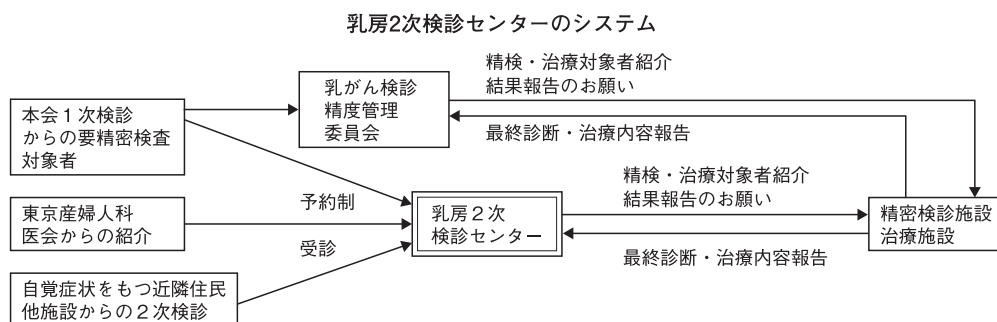 乳房2次検診センターのシステム
本会１次検診
からの要精密検査
対象者
東京産婦人科
医会からの紹介
自覚症状をもつ近隣住民
他施設からの２次検診
乳がん検診
精度管理
委員会
予約制
受診
乳房２次
検診センター
精検・治療対象者紹介
結果報告のお願い
最終診断・治療内容報告
精検・治療対象者紹介
結果報告のお願い
最終診断・治療内容報告
精密検診施設
治療施設